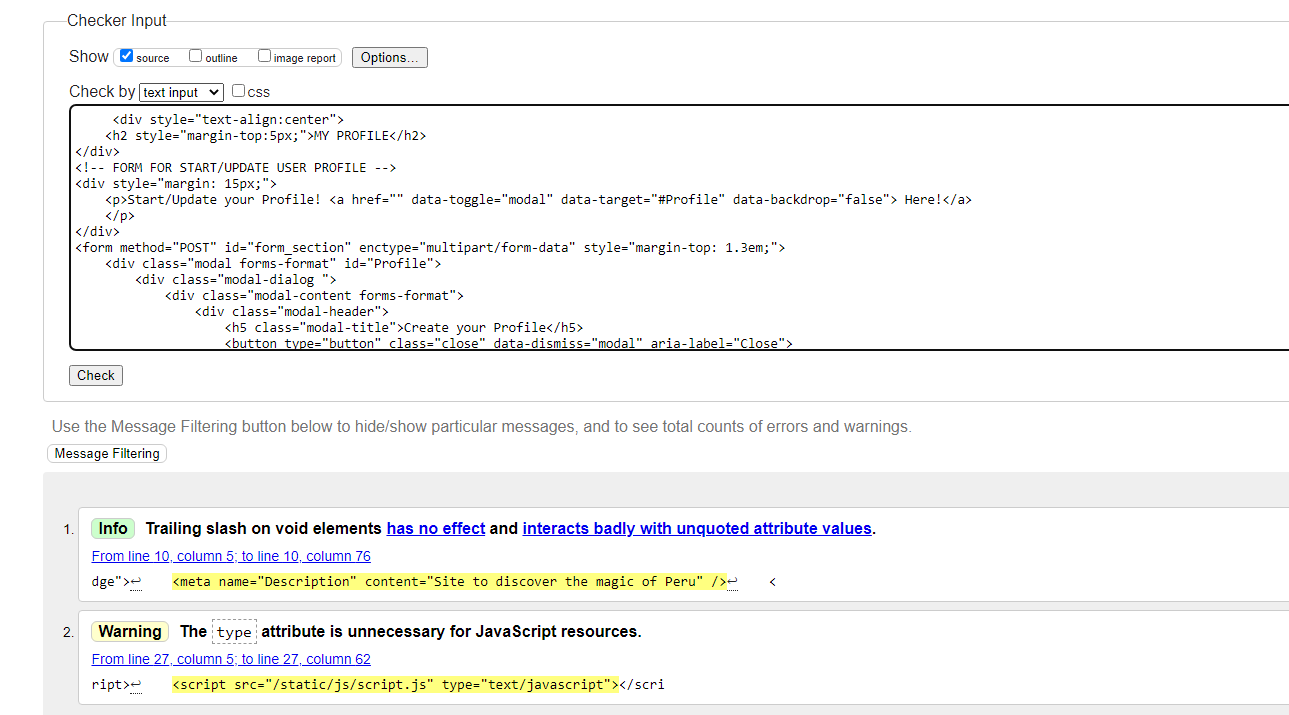 Checker Input
Show source outline image report Options...
Check by text input css
<div style="text-align:center">
<h2 style="margin-top:5px;">MY PROFILE</h2>
</div>
<!-- FORM FOR START/UPDATE USER PROFILE -->
<div style="margin: 15px;">
<p>Start/Update your Profile! <a href="" data-toggle="modal" data-target="#Profile" data-backdrop="false"> Here!</a>
</p>
</div>
<form method="POST" id="form_section" enctype="multipart/form-data" style="margin-top: 1.3em;">
<div class="modal forms-format" id="Profile">
<div class="modal-dialog ">
<div class="modal-content forms-format">
<div class="modal-header">
<h5 class="modal-title">Create your Profile</h5>
<button type="button" class="close" data-dismiss="modal" aria-label="Close">
Check
Use the Message Filtering button below to hide/show particular messages, and to see total counts of errors and warnings.
Message Filtering
1. Info Trailing slash on void elements has no effect and interacts badly with unquoted attribute values.
From line 10, column 5; to line 10, column 76
dge">↩ <meta name="Description" content="Site to discover the magic of Peru" />↩ <
2. Warning The type attribute is unnecessary for JavaScript resources.
From line 27, column 5; to line 27, column 62
ript>↩ <script src="/static/js/script.js" type="text/javascript"></scri